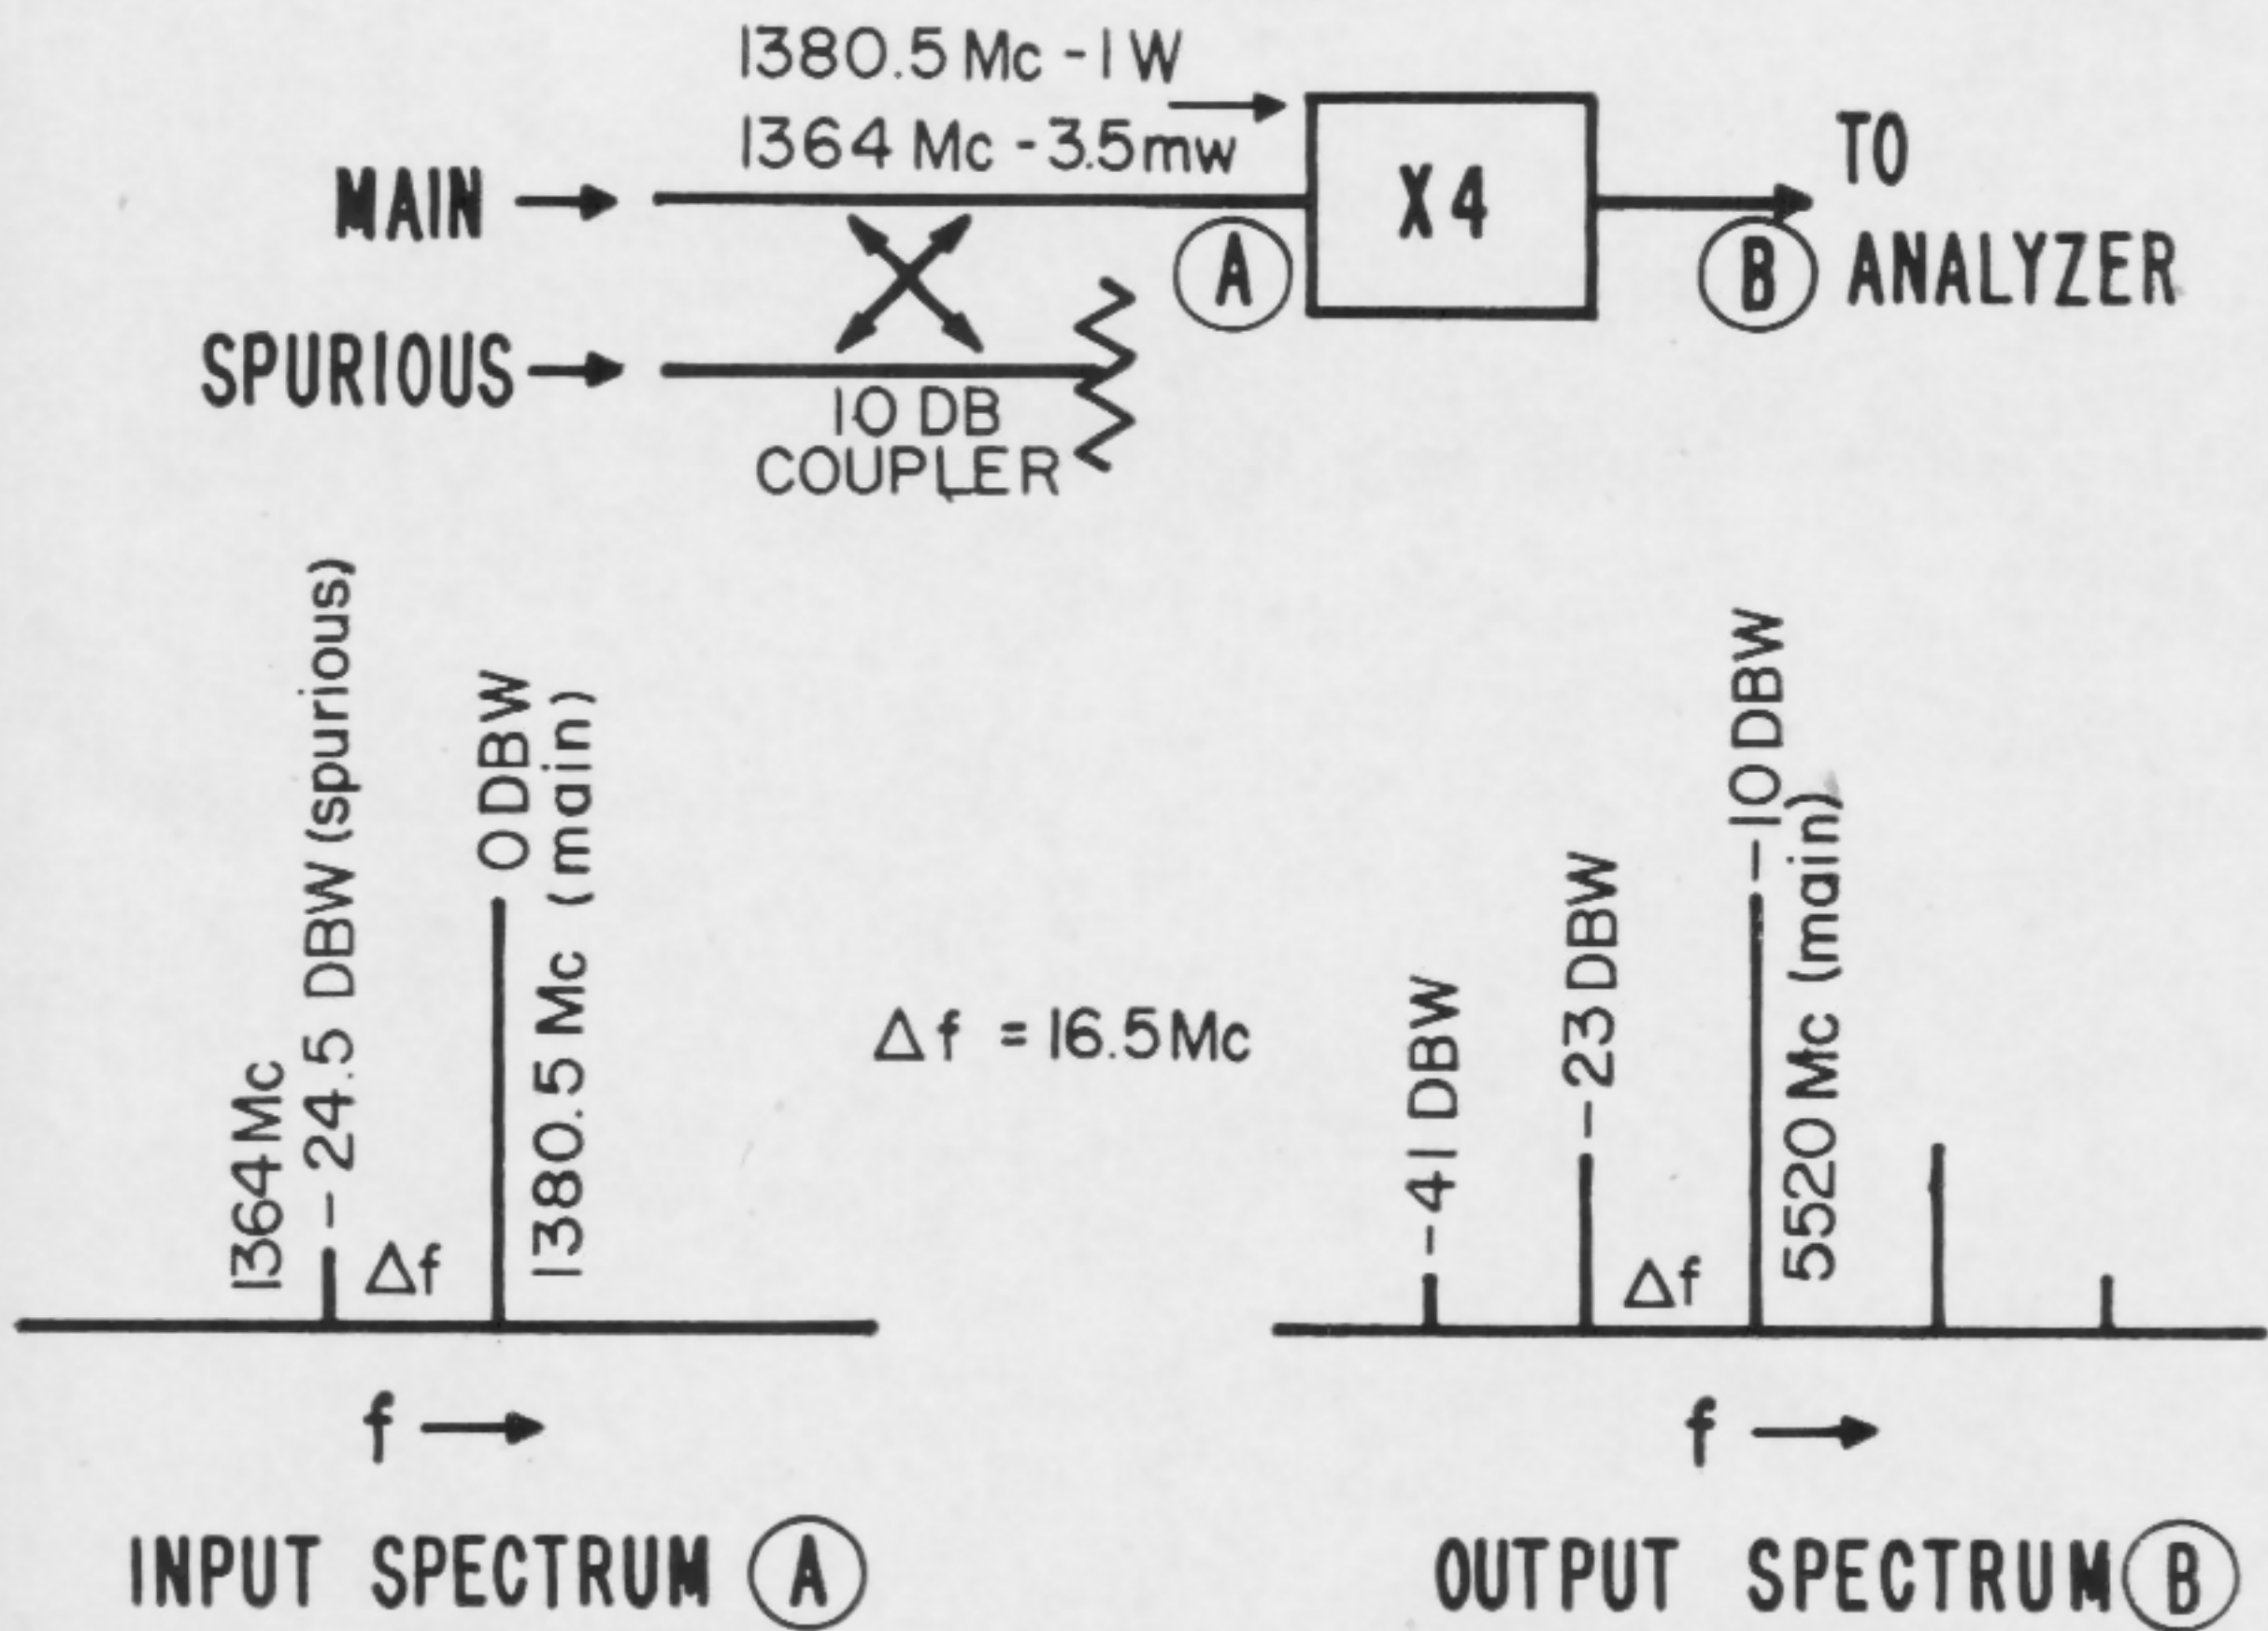 1380.5 Mc - 1 W
1364 Mc - 3.5 mw
MAIN
SPURIOUS
10 DB
COUPLER
A
X4
B
TO
ANALYZER
1364 Mc
- 24.5 DBW (spurious)
Δf
0 DBW
1380.5 Mc (main)
Δf = 16.5 Mc
- 41 DBW
- 23 DBW
Δf
- 10 DBW
5520 Mc (main)
f
f
INPUT SPECTRUM A
OUTPUT SPECTRUM B